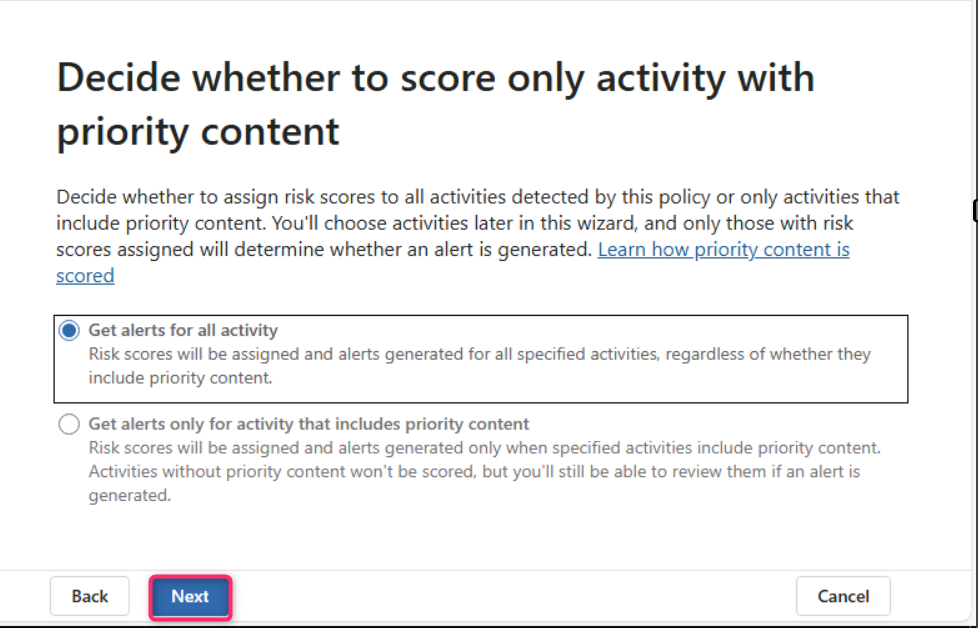 Decide whether to score only activity with
priority content
Decide whether to assign risk scores to all activities detected by this policy or only activities that
include priority content. You'll choose activities later in this wizard, and only those with risk
scores assigned will determine whether an alert is generated. Learn how priority content is
scored
Get alerts for all activity
Risk scores will be assigned and alerts generated for all specified activities, regardless of whether they
include priority content.
Get alerts only for activity that includes priority content
Risk scores will be assigned and alerts generated only when specified activities include priority content.
Activities without priority content won't be scored, but you'll still be able to review them if an alert is
generated.
Back Next Cancel